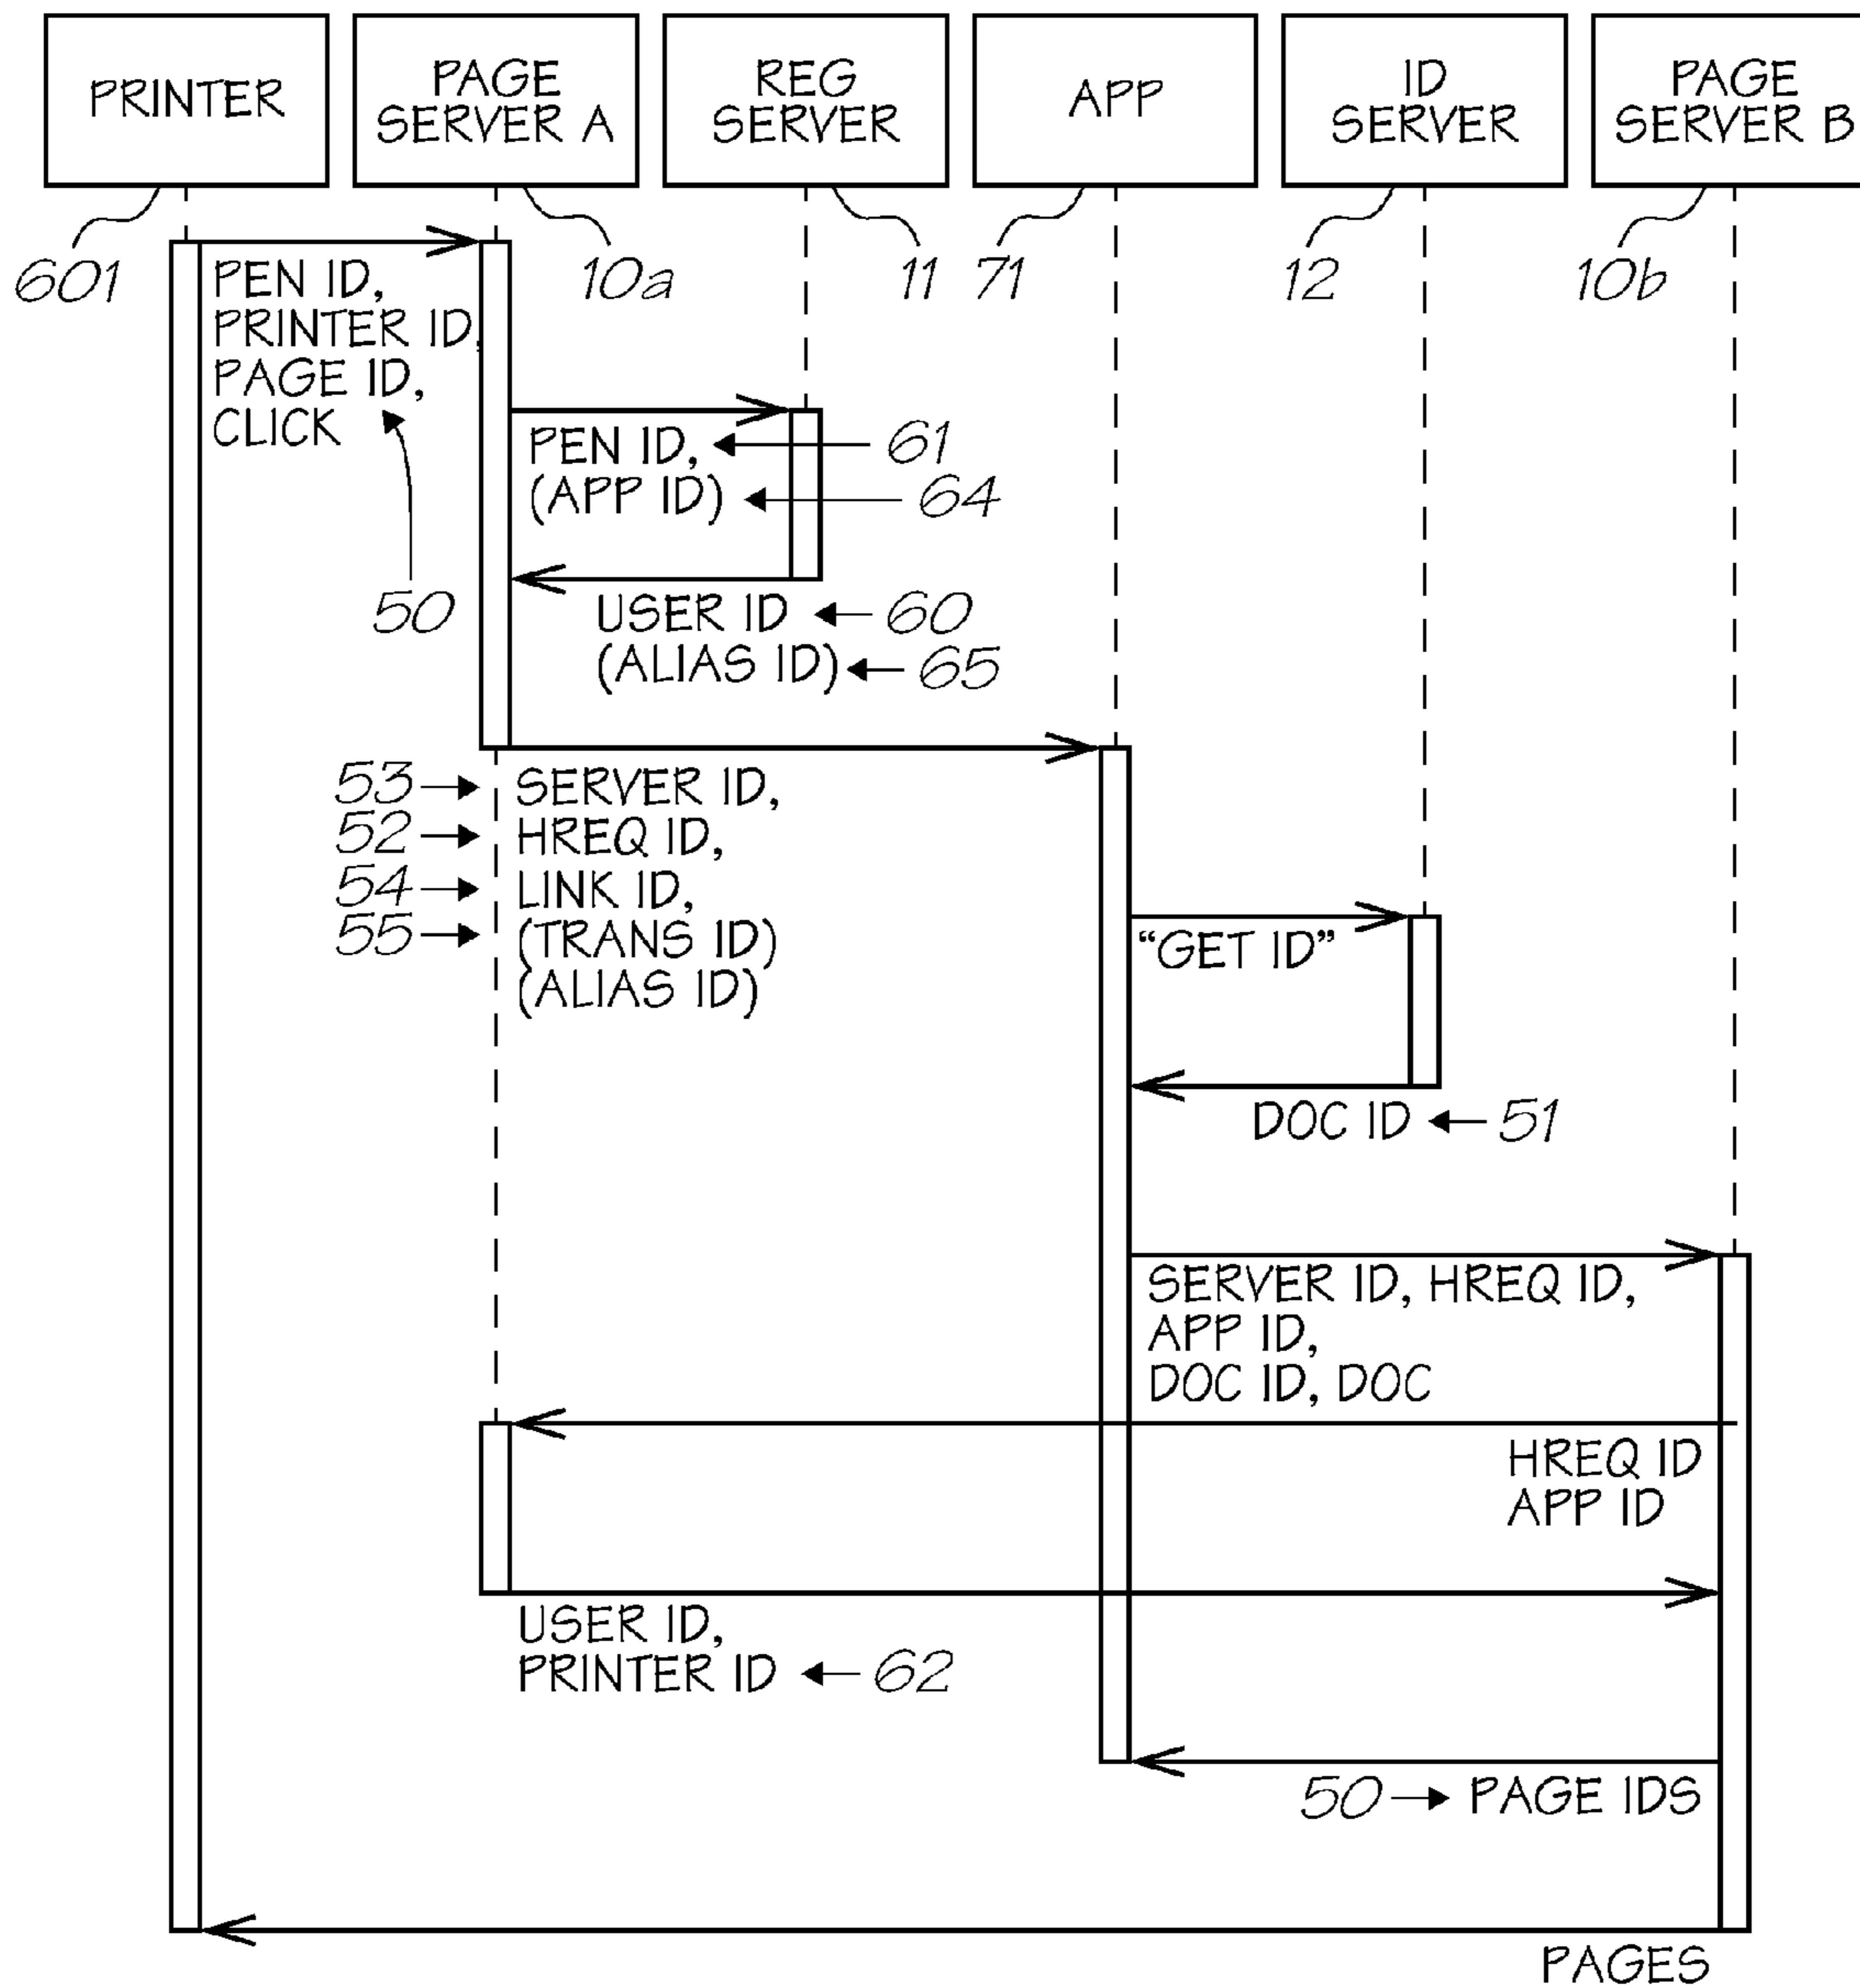 PRINTER
PAGE
SERVER A
REG
SERVER
APP
ID
SERVER
PAGE
SERVER B
601
10a
11
71
12
10b
PEN ID,
PRINTER ID,
PAGE ID,
CLICK
50
PEN ID,
61
(APP ID)
64
USER ID
60
(ALIAS ID)
65
53
SERVER ID,
52
HREQ ID,
54
LINK ID,
55
(TRANS ID)
(ALIAS ID)
“GET ID”
DOC ID
51
SERVER ID, HREQ ID,
APP ID,
DOC ID, DOC
HREQ ID
APP ID
USER ID,
PRINTER ID
62
50
PAGE IDS
PAGES